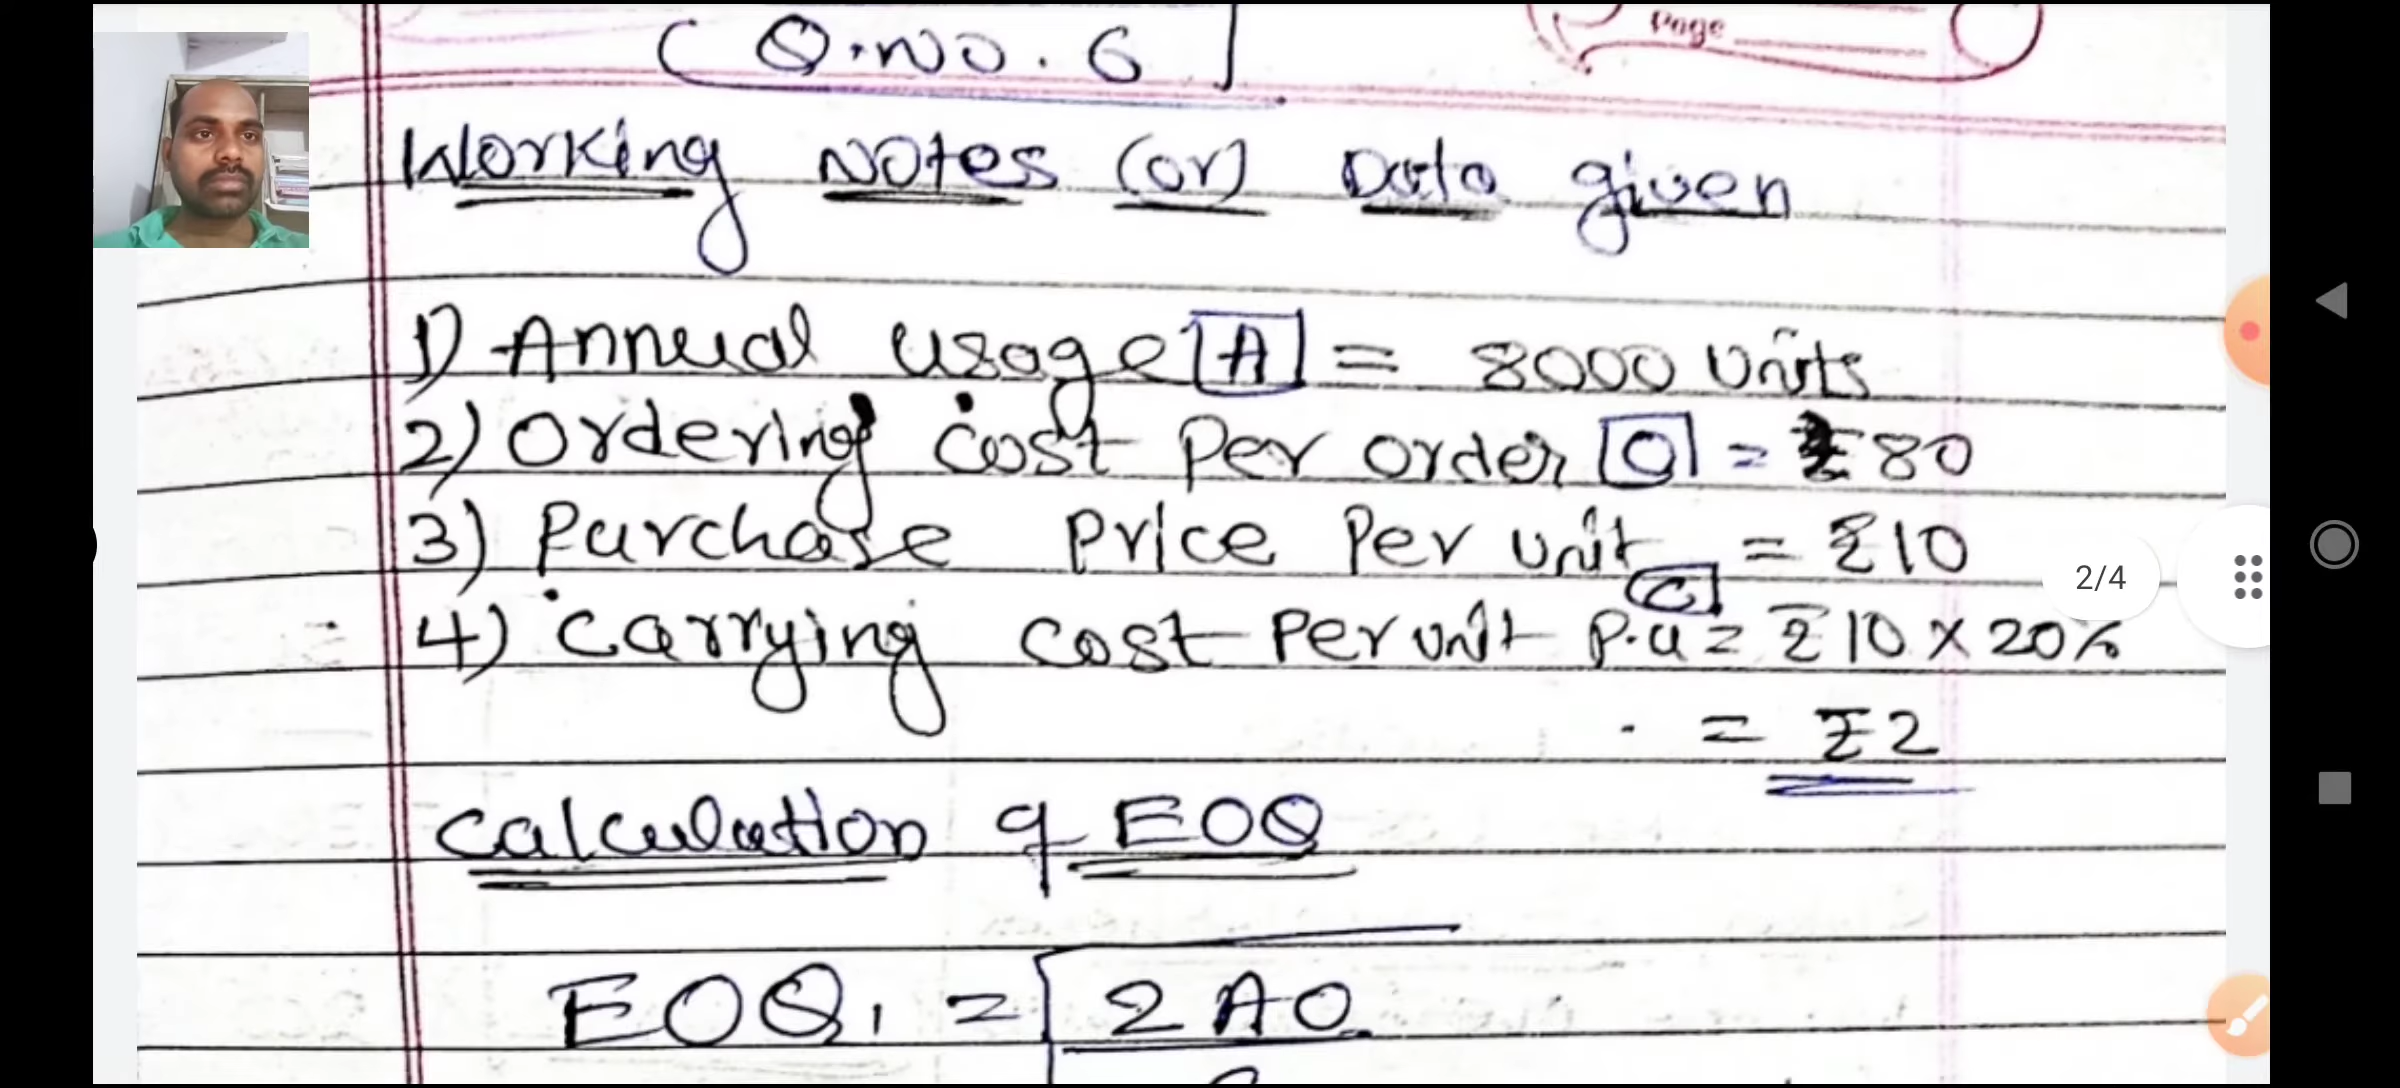 Page
(Q.NO. 6]
Working Notes (or) Data given
1) Annual usage [A] = 8000 Units
2) Ordering cost Per order [O] = ₹80
3) Purchase Price Per unit = ₹10
4) Carrying cost Per unit P.a [C] = ₹10 x 20%
= ₹2
Calculation of EOQ
EOQ, = √2AO
2/4